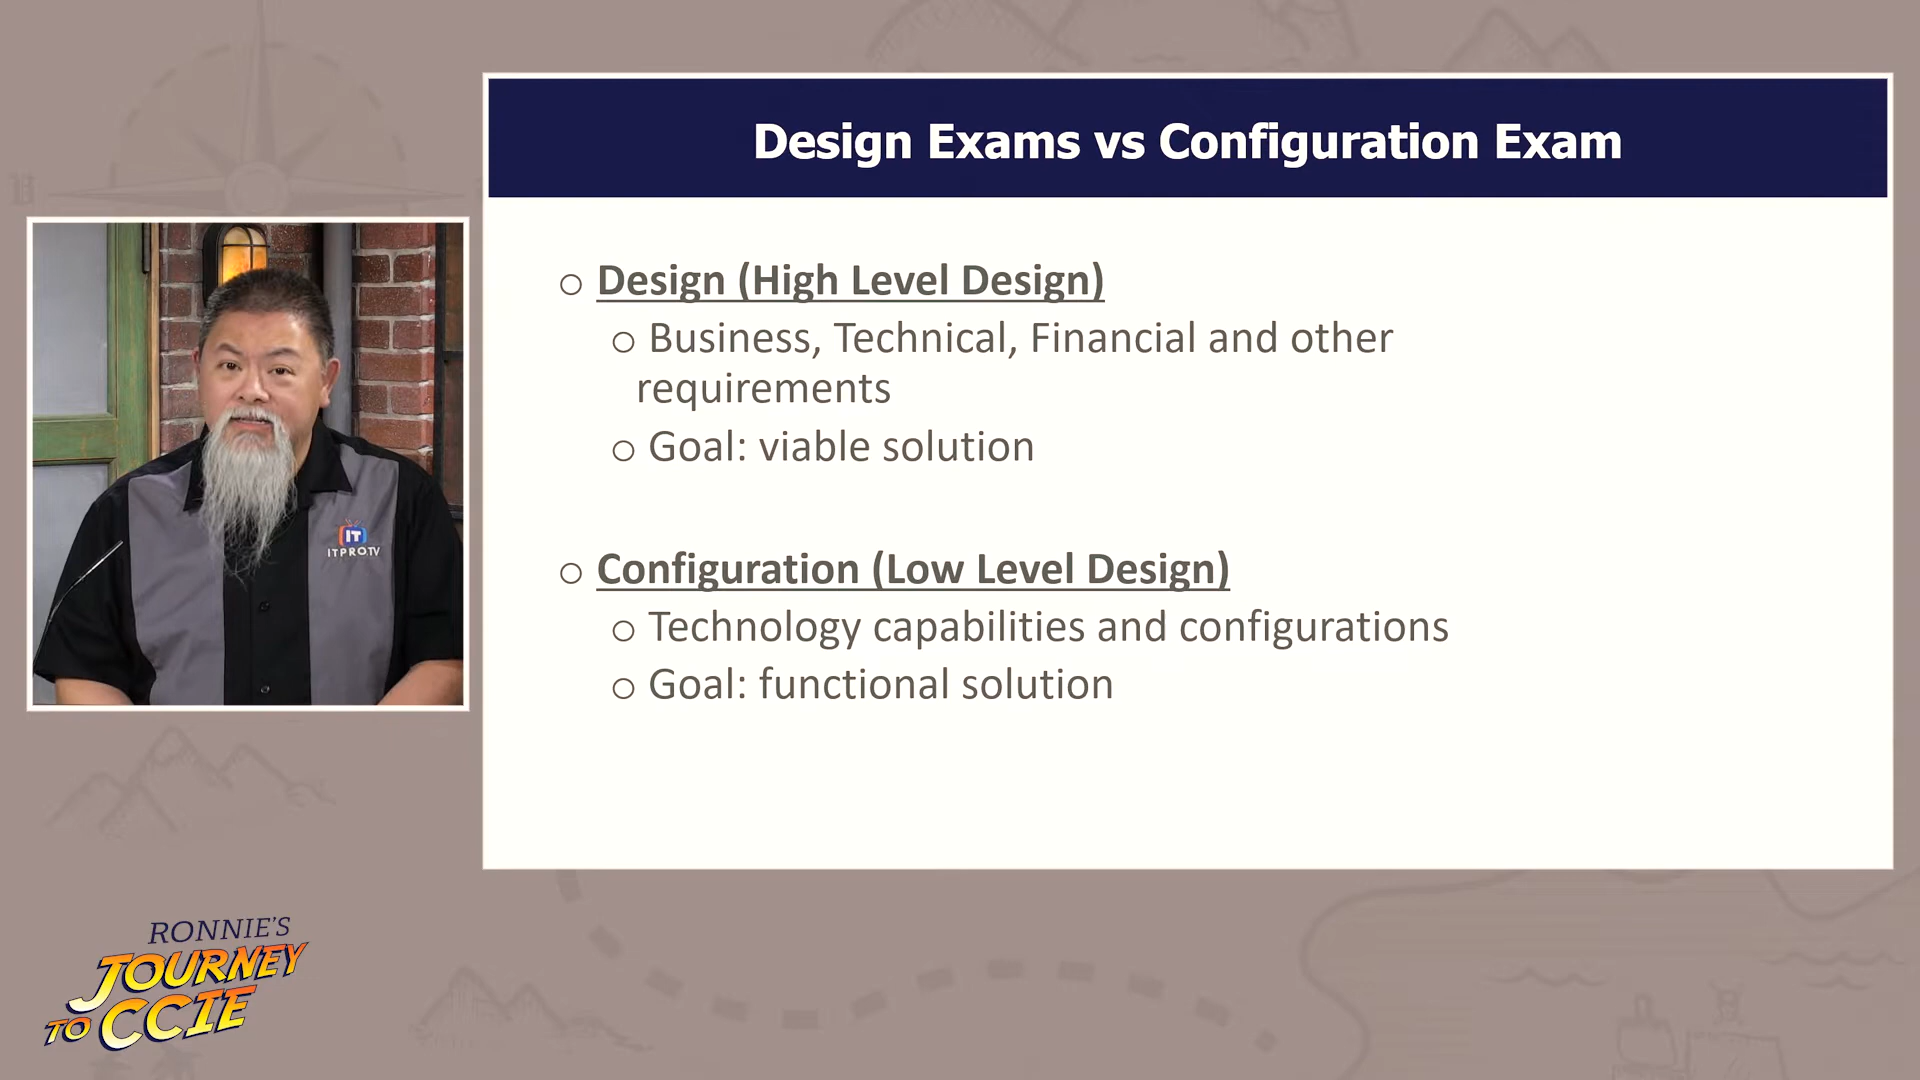 Design Exams vs Configuration Exam
○ Design (High Level Design)
○ Business, Technical, Financial and other
requirements
○ Goal: viable solution
○ Configuration (Low Level Design)
○ Technology capabilities and configurations
○ Goal: functional solution
IT
ITPRO.TV
RONNIE'S
JOURNEY
TO CCIE